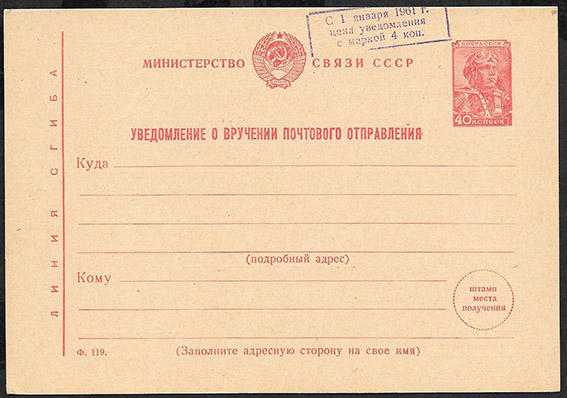 С 1 января 1961 г.
цена уведомления
с маркой 4 коп.
МИНИСТЕРСТВО СВЯЗИ СССР
ПОЧТА СССР
40 КОПЕЕК
УВЕДОМЛЕНИЕ О ВРУЧЕНИИ ПОЧТОВОГО ОТПРАВЛЕНИЯ
ЛИНИЯ СГИБА
Куда
(подробный адрес)
Кому
штамп
места
получения
Ф. 119.
(Заполните адресную сторону на свое имя)